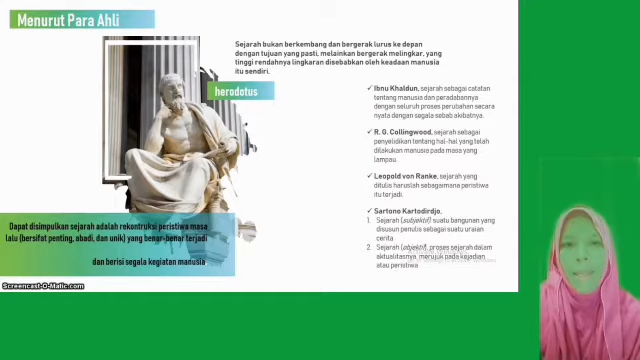 Menurut Para Ahli
Sejarah bukan berkembang dan bergerak lurus ke depan
dengan tujuan yang pasti, melainkan bergerak melingkar, yang
tinggi rendahnya lingkaran disebabkan oleh keadaan manusia
itu sendiri.
herodotus
✓ Ibnu Khaldun, sejarah sebagai catatan
tentang manusia dan peradabannya
dengan seluruh proses perubahan secara
nyata dengan segala sebab akibatnya.
✓ R. G. Collingwood, sejarah sebagai
penyelidikan tentang hal-hal yang telah
dilakukan manusia pada masa yang
lampau.
✓ Leopold von Ranke, sejarah yang
ditulis haruslah sebagaimana peristiwa
itu terjadi.
✓ Sartono Kartodirdjo,
1. Sejarah (subjektif) suatu bangunan yang
disusun penulis sebagai suatu uraian
cerita
2. Sejarah (objektif, proses sejarah dalam
aktualitasnya, merujuk pada kejadian
atau peristiwa
Dapat disimpulkan sejarah adalah rekontruksi peristiwa masa
lalu (bersifat penting, abadi, dan unik) yang benar-benar terjadi
dan berisi segala kegiatan manusia
Screencast-O-Matic.com